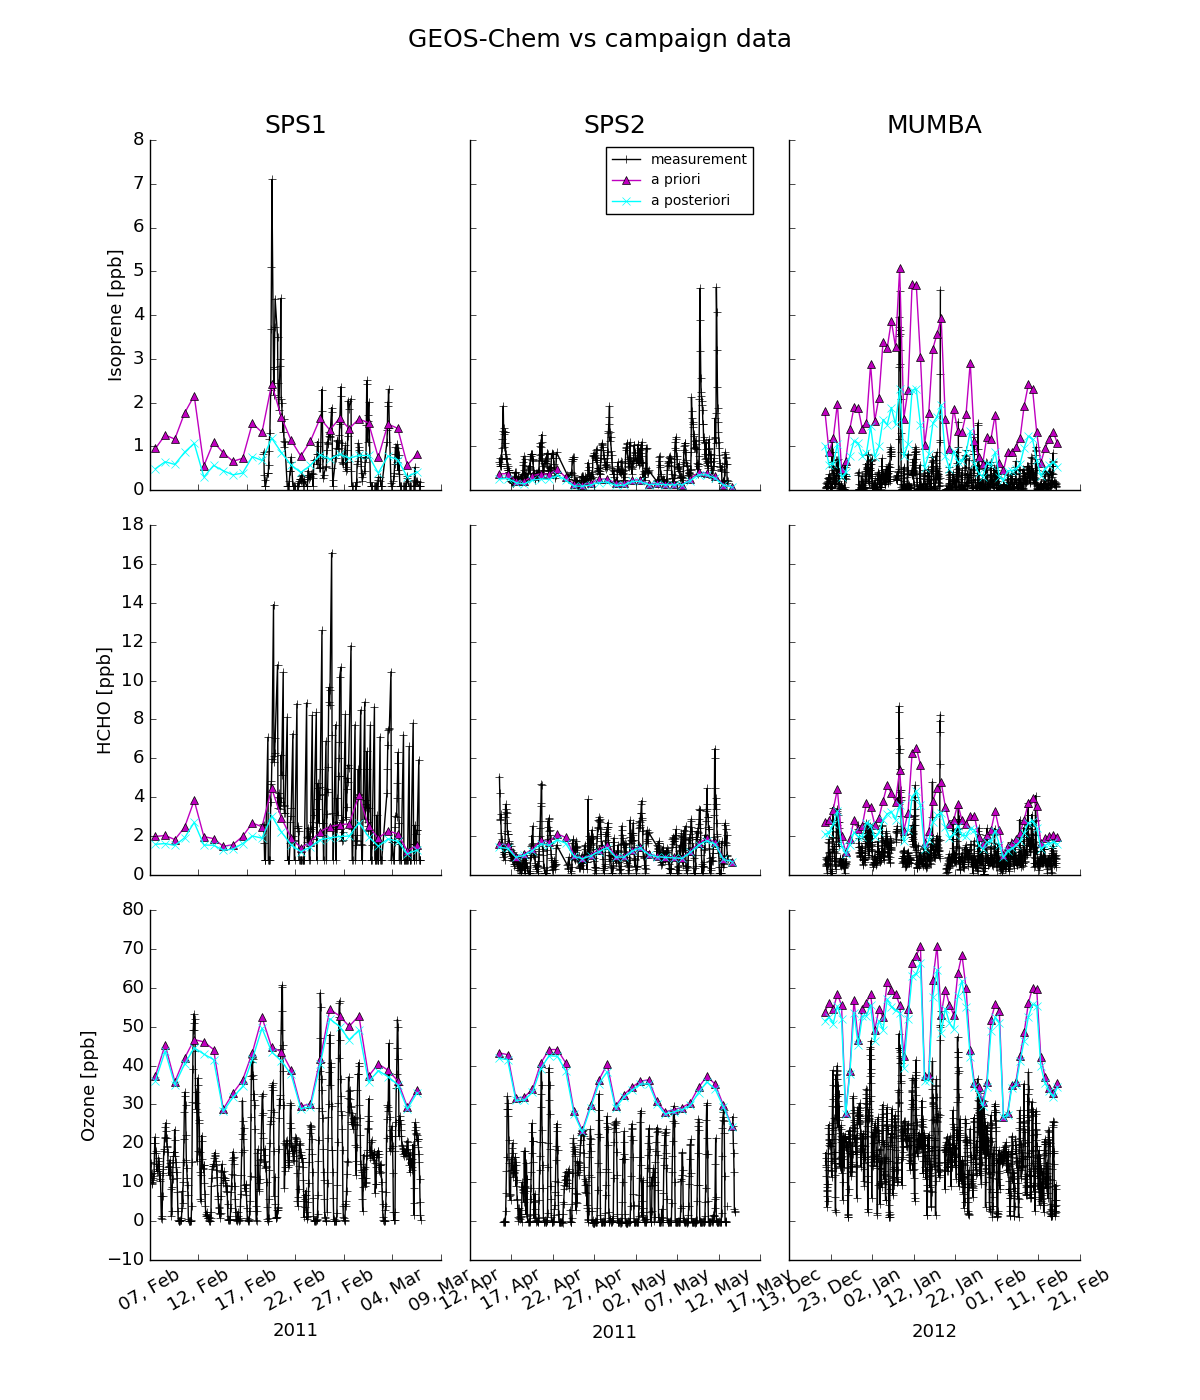 GEOS-Chem vs campaign data
SPS1 SPS2 MUMBA
8
7
6
5
4
3
2
1
0
Isoprene [ppb]
measurement
a priori
a posteriori
18
16
14
12
10
8
6
4
2
0
HCHO [ppb]
80
70
60
50
40
30
20
10
0
−10
Ozone [ppb]
07, Feb 12, Feb 17, Feb 22, Feb 27, Feb 04, Mar 09, Mar
2011
12, Apr 17, Apr 22, Apr 27, Apr 02, May 07, May 12, May 17, May
2011
13, Dec 23, Dec 02, Jan 12, Jan 22, Jan 01, Feb 11, Feb 21, Feb
2012